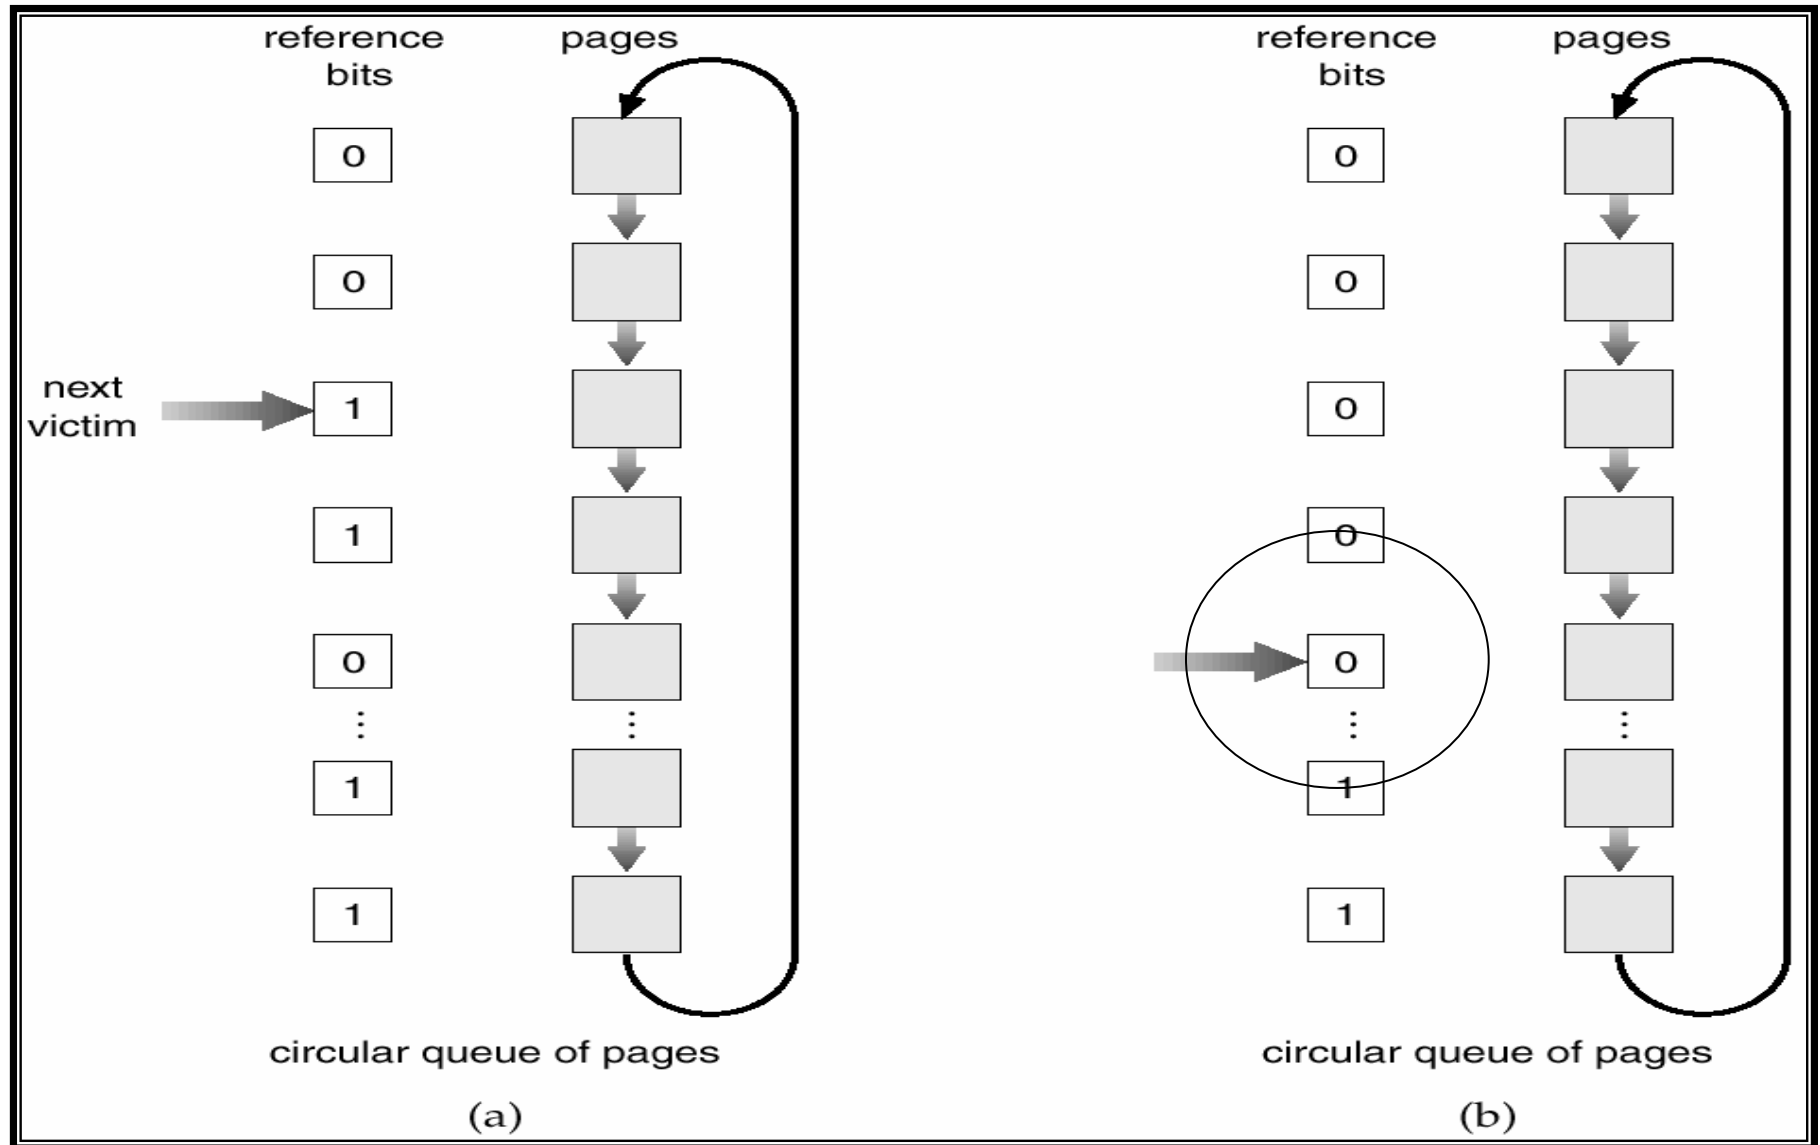 reference bits
pages
0
0
next victim
1
1
0
⋮ ⋮
1
1
circular queue of pages
(a)
reference bits
pages
0
0
0
0
0
⋮ ⋮
1
1
circular queue of pages
(b)